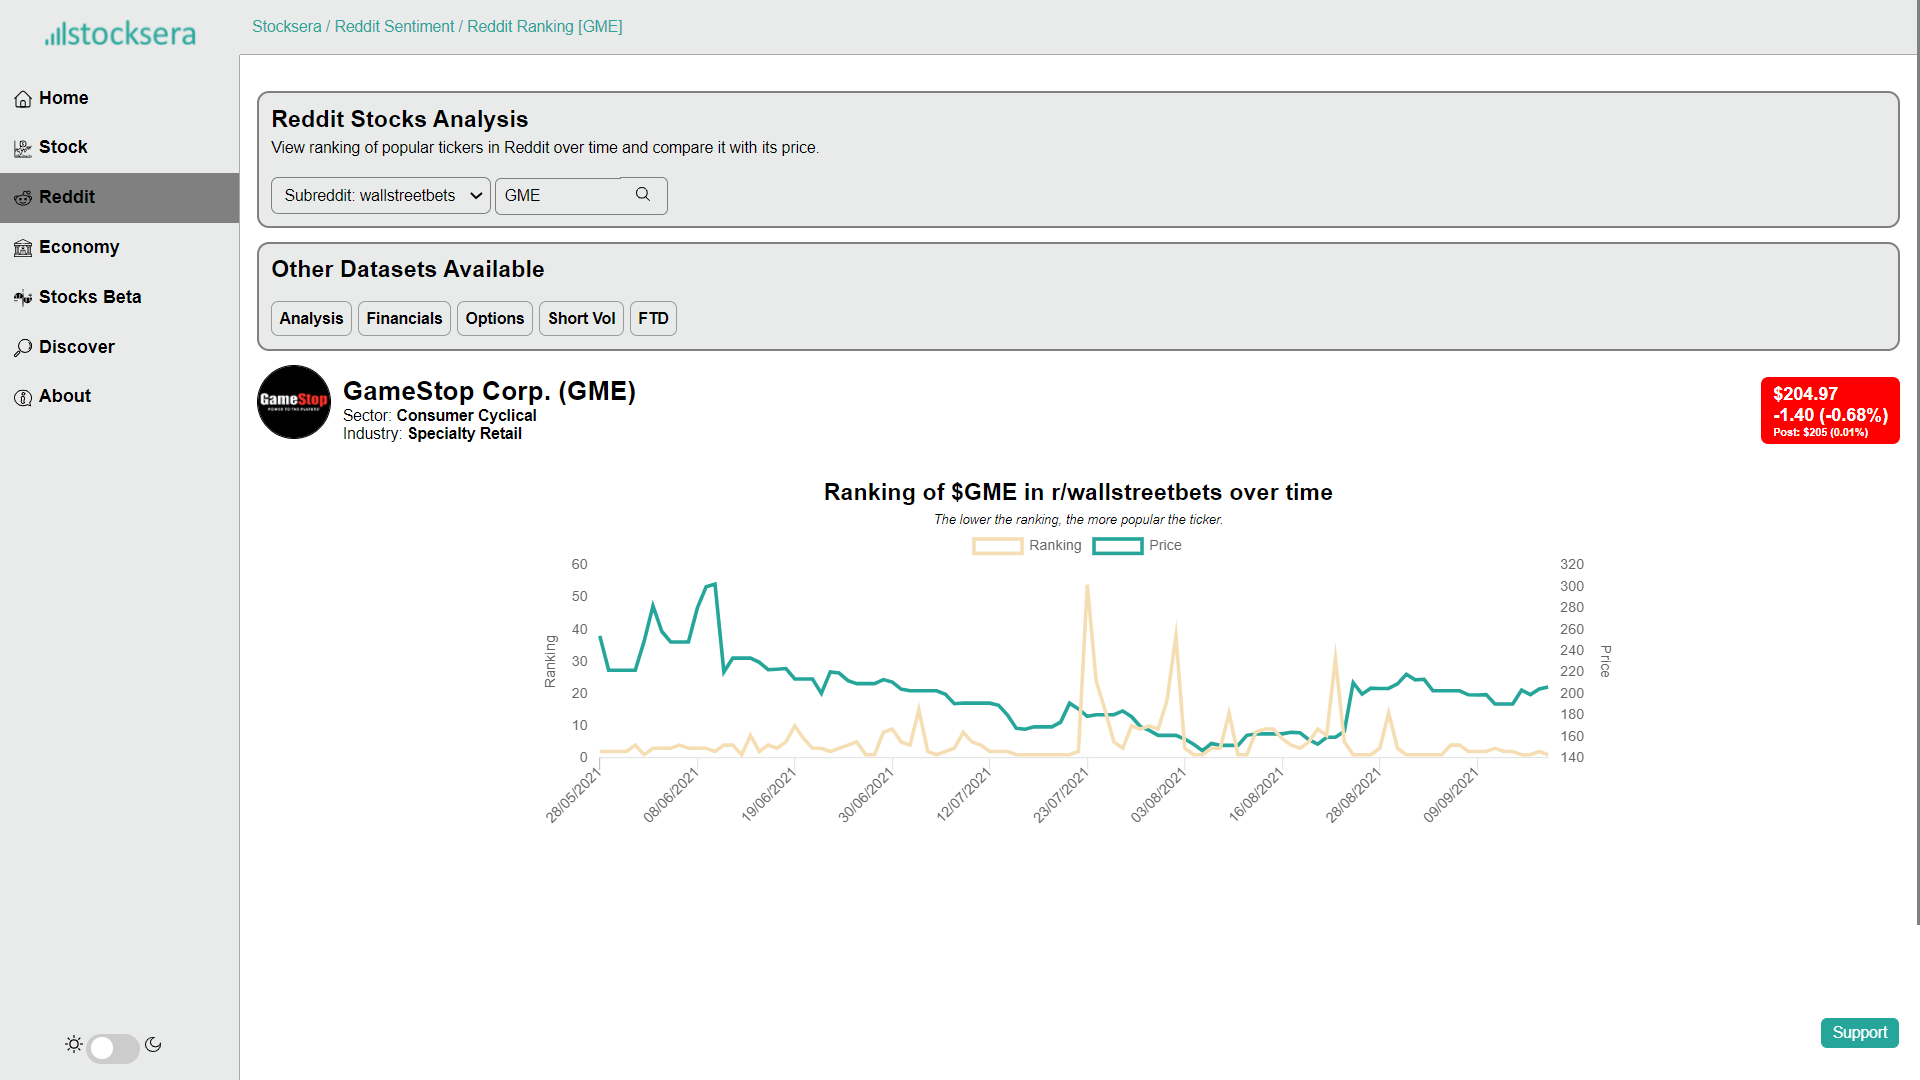 stocksera
Stocksera / Reddit Sentiment / Reddit Ranking [GME]
Home
Stock
Reddit
Economy
Stocks Beta
Discover
About
Reddit Stocks Analysis
View ranking of popular tickers in Reddit over time and compare it with its price.
Subreddit: wallstreetbets
GME
Other Datasets Available
Analysis
Financials
Options
Short Vol
FTD
GameStop
POWER TO THE PLAYERS
GameStop Corp. (GME)
Sector: Consumer Cyclical
Industry: Specialty Retail
$204.97
-1.40 (-0.68%)
Post: $205 (0.01%)
Ranking of $GME in r/wallstreetbets over time
The lower the ranking, the more popular the ticker.
Ranking
Price
60
50
40
30
20
10
0
Ranking
320
300
280
260
240
220
200
180
160
140
Price
28/05/2021
08/06/2021
19/06/2021
30/06/2021
12/07/2021
23/07/2021
03/08/2021
16/08/2021
28/08/2021
09/09/2021
Support